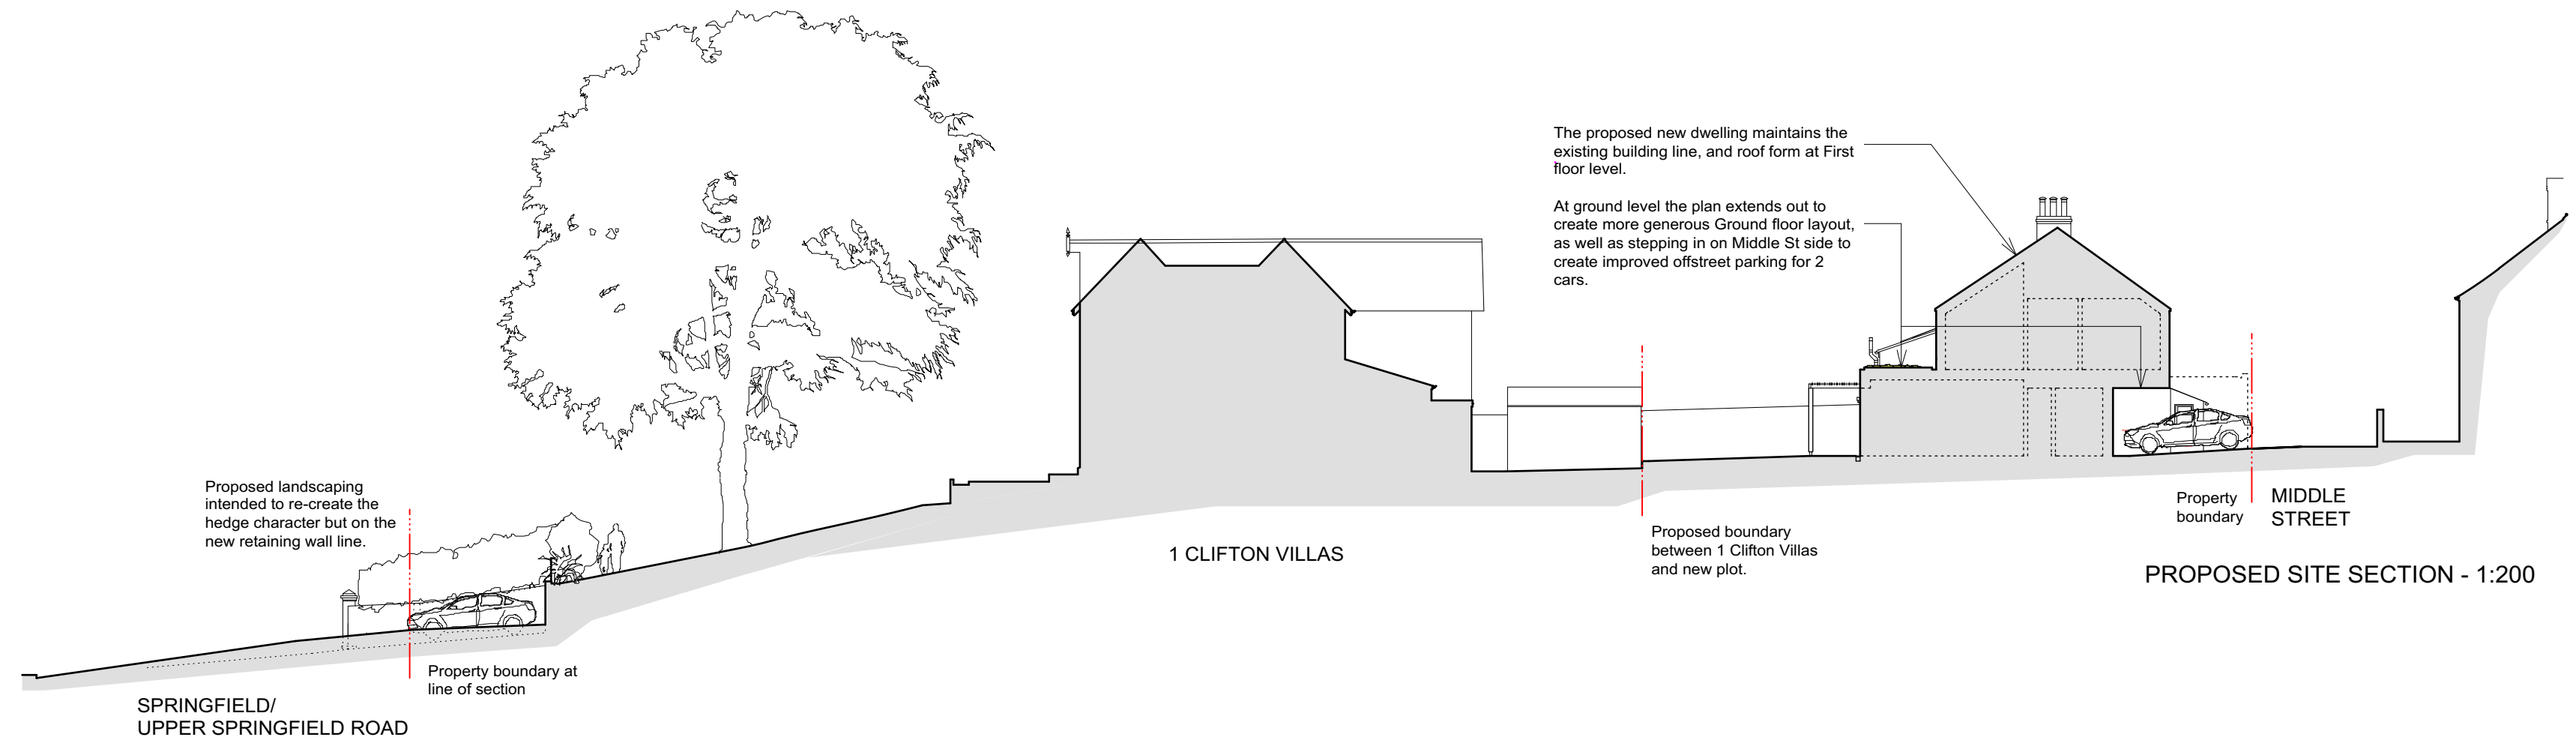 The proposed new dwelling maintains the
existing building line, and roof form at First
floor level.
At ground level the plan extends out to
create more generous Ground floor layout,
as well as stepping in on Middle St side to
create improved offstreet parking for 2
cars.
Proposed landscaping
intended to re-create the
hedge character but on the
new retaining wall line.
Property boundary at
line of section
SPRINGFIELD/
UPPER SPRINGFIELD ROAD
1 CLIFTON VILLAS
Proposed boundary
between 1 Clifton Villas
and new plot.
Property
boundary
MIDDLE
STREET
PROPOSED SITE SECTION - 1:200